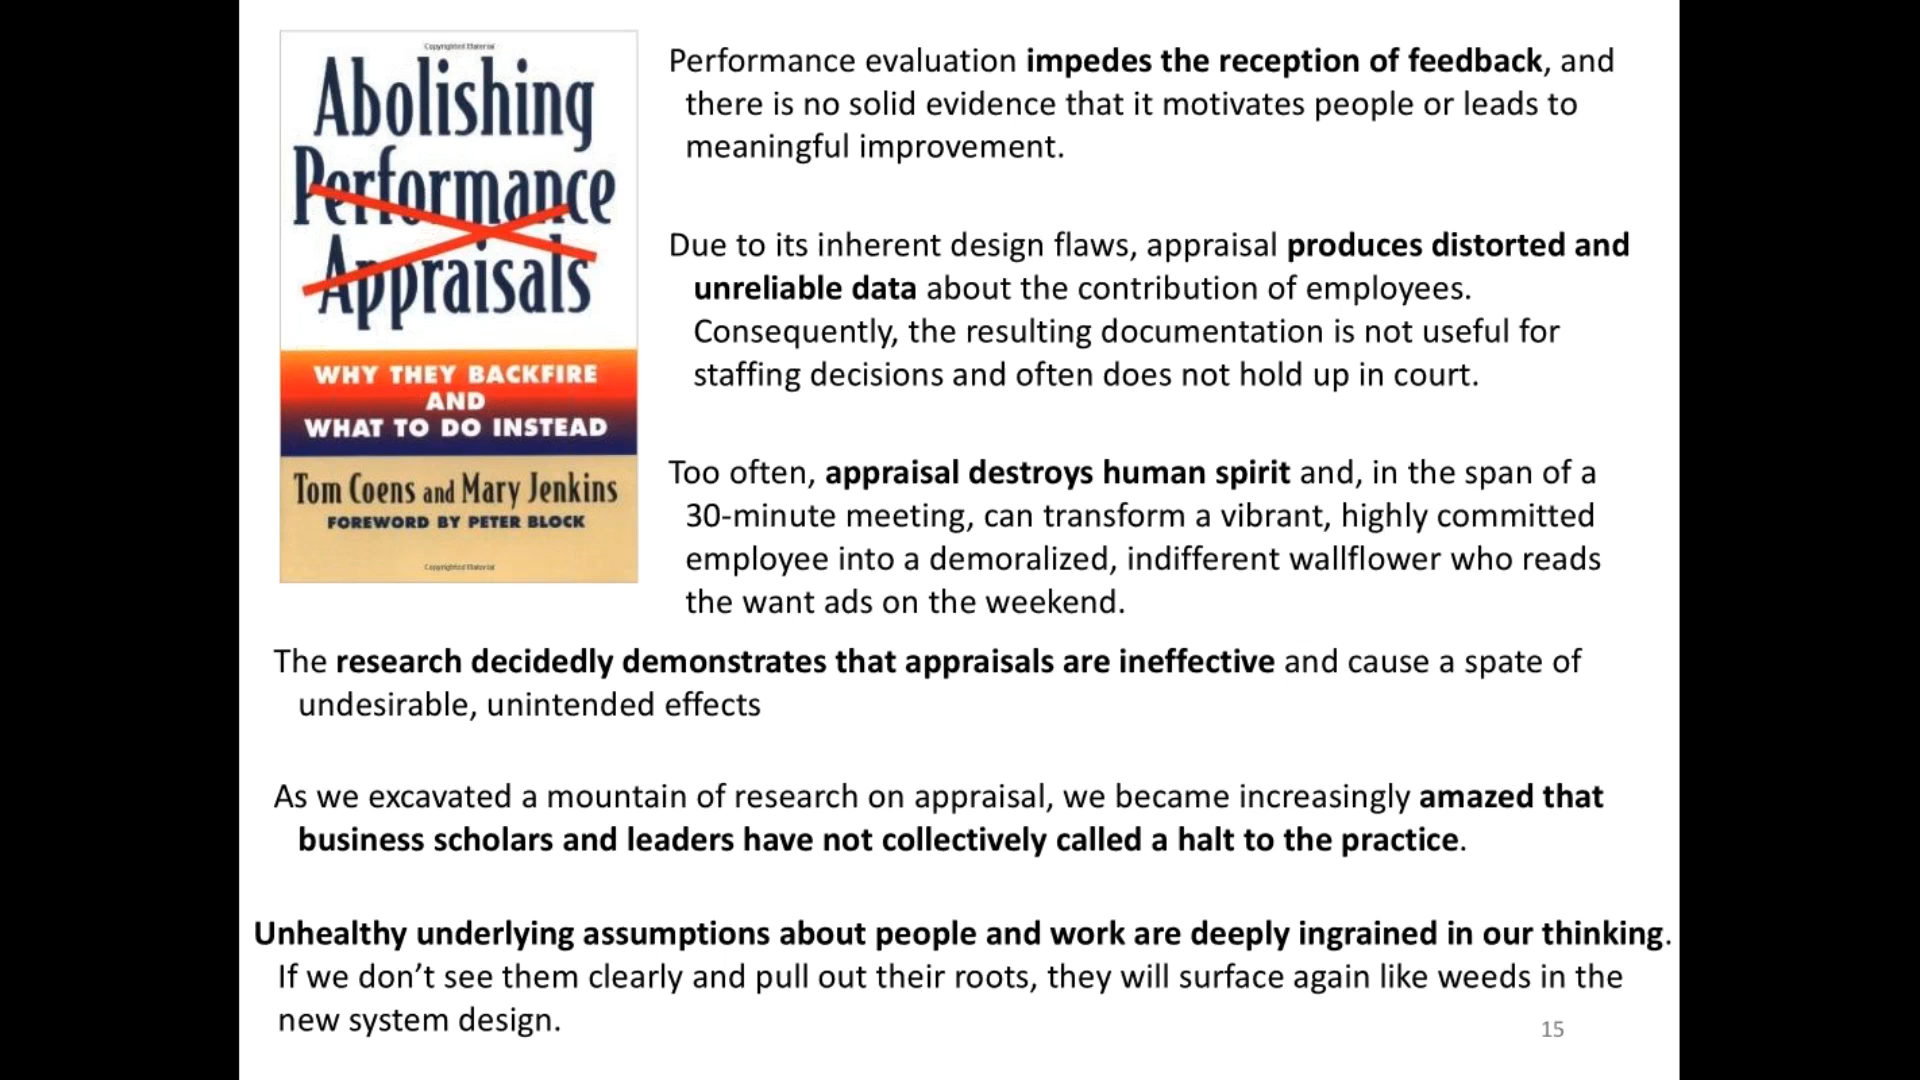 Copyrighted Material
Abolishing
Performance
Appraisals
WHY THEY BACKFIRE
AND
WHAT TO DO INSTEAD
Tom Coens and Mary Jenkins
FOREWORD BY PETER BLOCK
Copyrighted Material
Performance evaluation impedes the reception of feedback, and
there is no solid evidence that it motivates people or leads to
meaningful improvement.
Due to its inherent design flaws, appraisal produces distorted and
unreliable data about the contribution of employees.
Consequently, the resulting documentation is not useful for
staffing decisions and often does not hold up in court.
Too often, appraisal destroys human spirit and, in the span of a
30-minute meeting, can transform a vibrant, highly committed
employee into a demoralized, indifferent wallflower who reads
the want ads on the weekend.
The research decidedly demonstrates that appraisals are ineffective and cause a spate of
undesirable, unintended effects
As we excavated a mountain of research on appraisal, we became increasingly amazed that
business scholars and leaders have not collectively called a halt to the practice.
Unhealthy underlying assumptions about people and work are deeply ingrained in our thinking.
If we don’t see them clearly and pull out their roots, they will surface again like weeds in the
new system design.
15